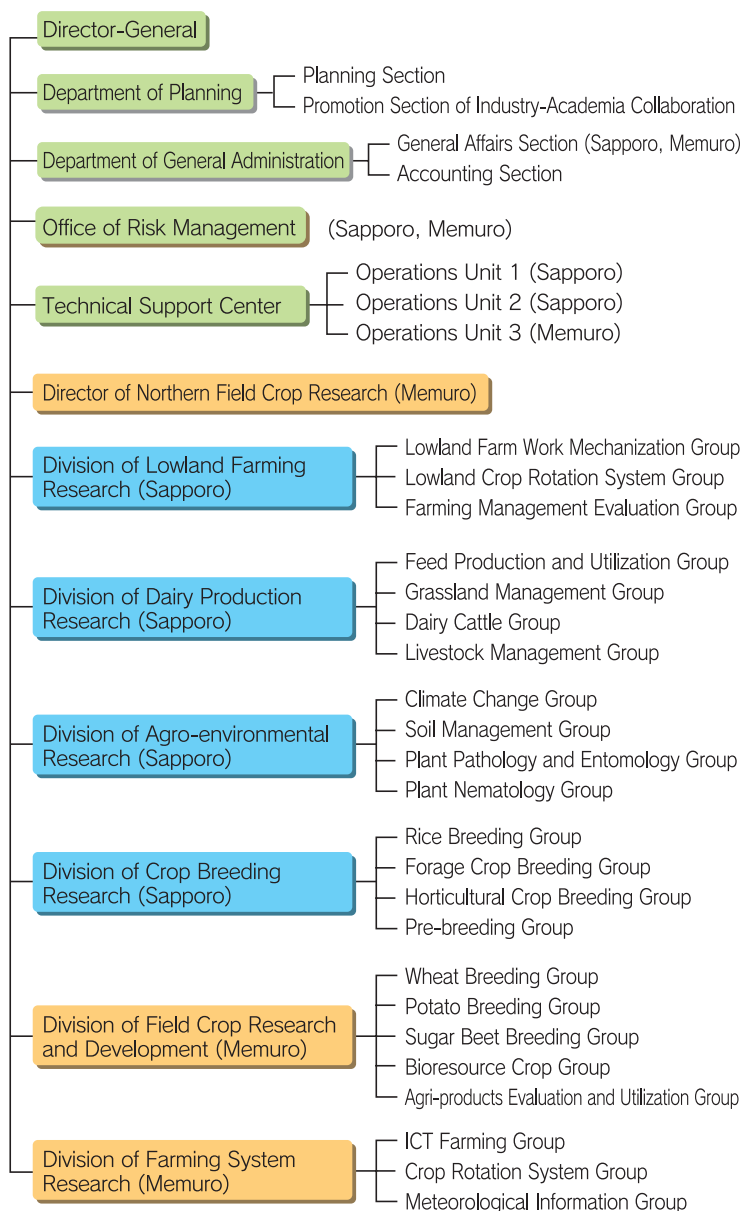 Director-General
Department of Planning
Planning Section
Promotion Section of Industry-Academia Collaboration
Department of General Administration
General Affairs Section (Sapporo, Memuro)
Accounting Section
Office of Risk Management
(Sapporo, Memuro)
Technical Support Center
Operations Unit 1 (Sapporo)
Operations Unit 2 (Sapporo)
Operations Unit 3 (Memuro)
Director of Northern Field Crop Research (Memuro)
Division of Lowland Farming
Research (Sapporo)
Lowland Farm Work Mechanization Group
Lowland Crop Rotation System Group
Farming Management Evaluation Group
Division of Dairy Production
Research (Sapporo)
Feed Production and Utilization Group
Grassland Management Group
Dairy Cattle Group
Livestock Management Group
Division of Agro-environmental
Research (Sapporo)
Climate Change Group
Soil Management Group
Plant Pathology and Entomology Group
Plant Nematology Group
Division of Crop Breeding
Research (Sapporo)
Rice Breeding Group
Forage Crop Breeding Group
Horticultural Crop Breeding Group
Pre-breeding Group
Division of Field Crop Research
and Development (Memuro)
Wheat Breeding Group
Potato Breeding Group
Sugar Beet Breeding Group
Bioresource Crop Group
Agri-products Evaluation and Utilization Group
Division of Farming System
Research (Memuro)
ICT Farming Group
Crop Rotation System Group
Meteorological Information Group